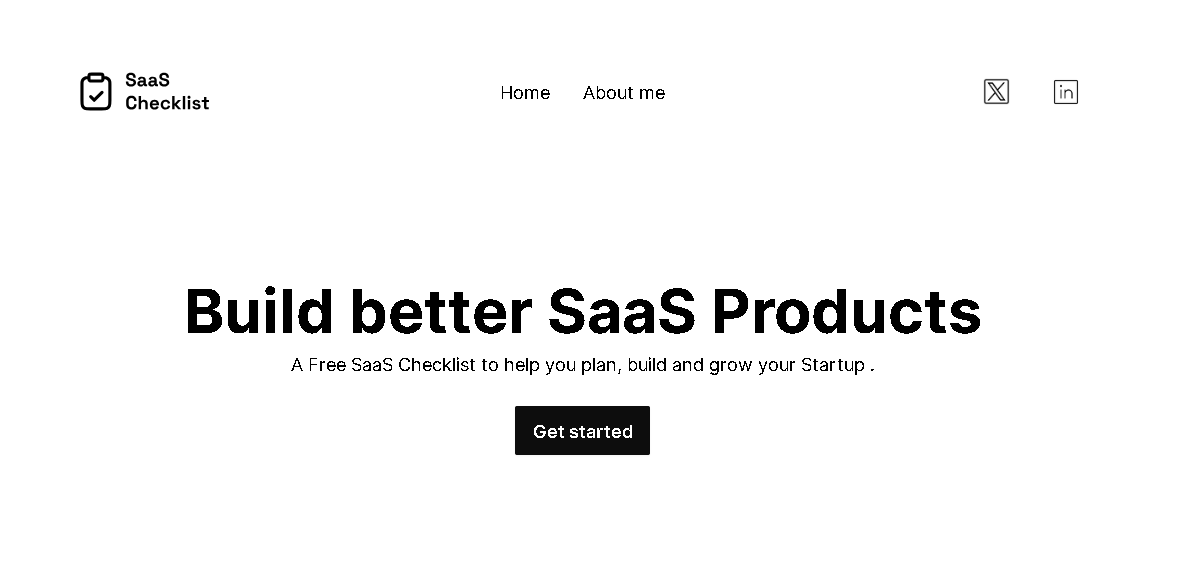 SaaS
Checklist
Home
About me
Build better SaaS Products
A Free SaaS Checklist to help you plan, build and grow your Startup .
Get started